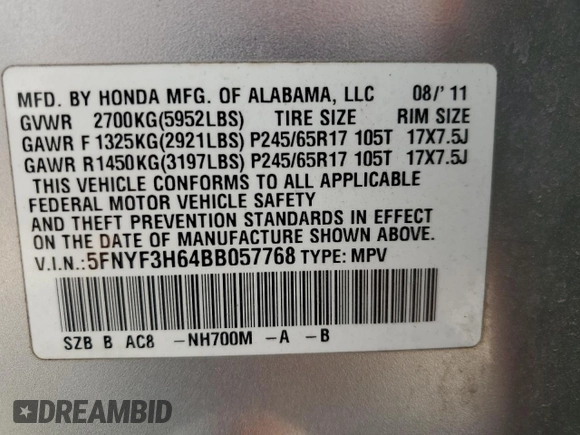 MFD. BY HONDA MFG. OF ALABAMA, LLC 08/'11
GVWR 2700KG(5952LBS) TIRE SIZE RIM SIZE
GAWR F 1325KG(2921LBS) P245/65R17 105T 17X7.5J
GAWR R1450KG(3197LBS) P245/65R17 105T 17X7.5J
THIS VEHICLE CONFORMS TO ALL APPLICABLE
FEDERAL MOTOR VEHICLE SAFETY
AND THEFT PREVENTION STANDARDS IN EFFECT
ON THE DATE OF MANUFACTURE SHOWN ABOVE.
V.I.N.:5FNYF3H64BB057768 TYPE: MPV
SZB B AC8 -NH700M -A -B
DREAMBID